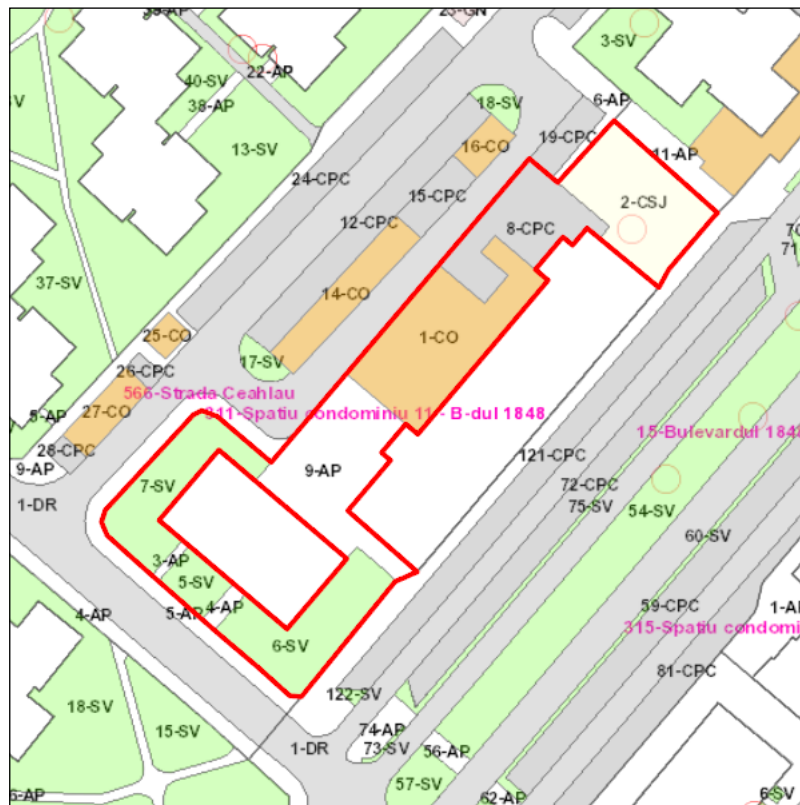 23-GN
3-SV
22-AP
40-SV
38-AP
18-SV
6-AP
13-SV
19-CPC
16-CO
11-AP
24-CPC
15-CPC
2-CSJ
12-CPC
8-CPC
37-SV
14-CO
25-CO
1-CO
17-SV
26-CPC
566-Strada Ceahlau
27-CO
5-AP
311-Spatiu condominiu 11 - B-dul 1848
15-Bulevardul 1848
28-CPC
9-AP
9-AP
121-CPC
7-SV
72-CPC
1-DR
75-SV
54-SV
60-SV
3-AP
5-SV
59-CPC
4-AP
5-AP
4-AP
315-Spatiu condomini
6-SV
81-CPC
122-SV
18-SV
15-SV
74-AP
1-DR
73-SV
56-AP
57-SV
62-AP
6-SV